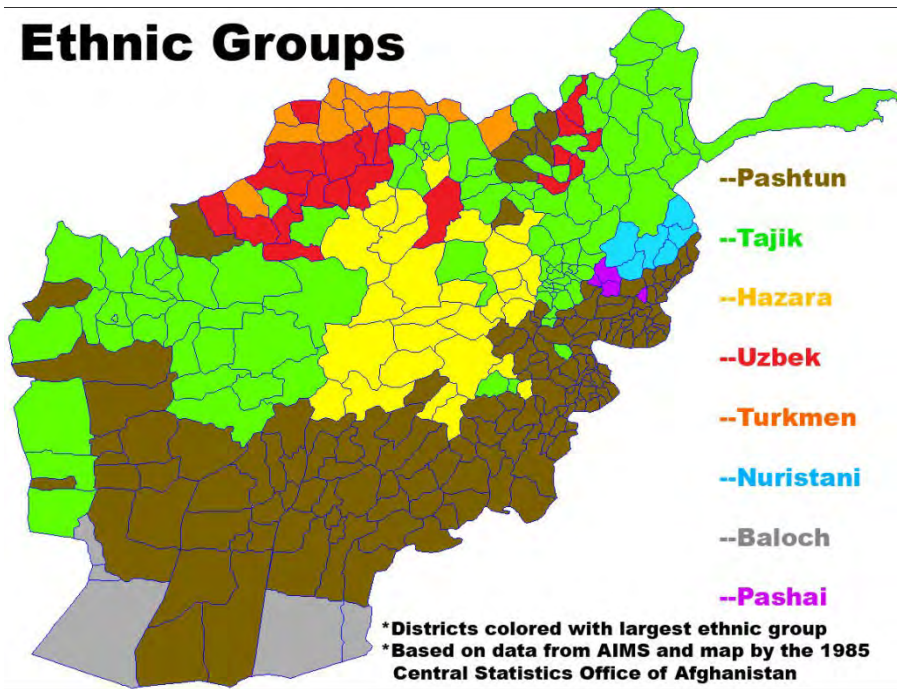 Ethnic Groups
--Pashtun
--Tajik
--Hazara
--Uzbek
--Turkmen
--Nuristani
--Baloch
--Pashai
*Districts colored with largest ethnic group
*Based on data from AIMS and map by the 1985
Central Statistics Office of Afghanistan